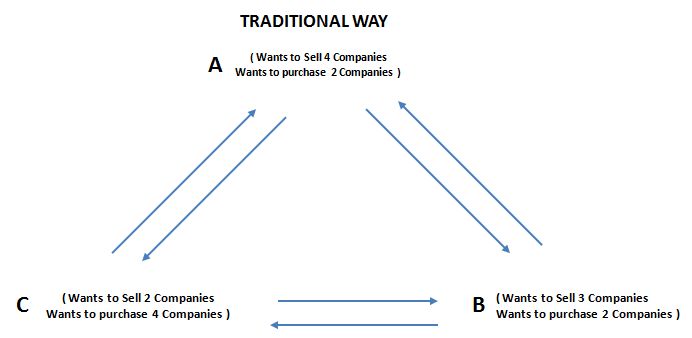 TRADITIONAL WAY
A
( Wants to Sell 4 Companies
Wants to purchase 2 Companies )
C
( Wants to Sell 2 Companies
Wants to purchase 4 Companies )
B
( Wants to Sell 3 Companies
Wants to purchase 2 Companies )